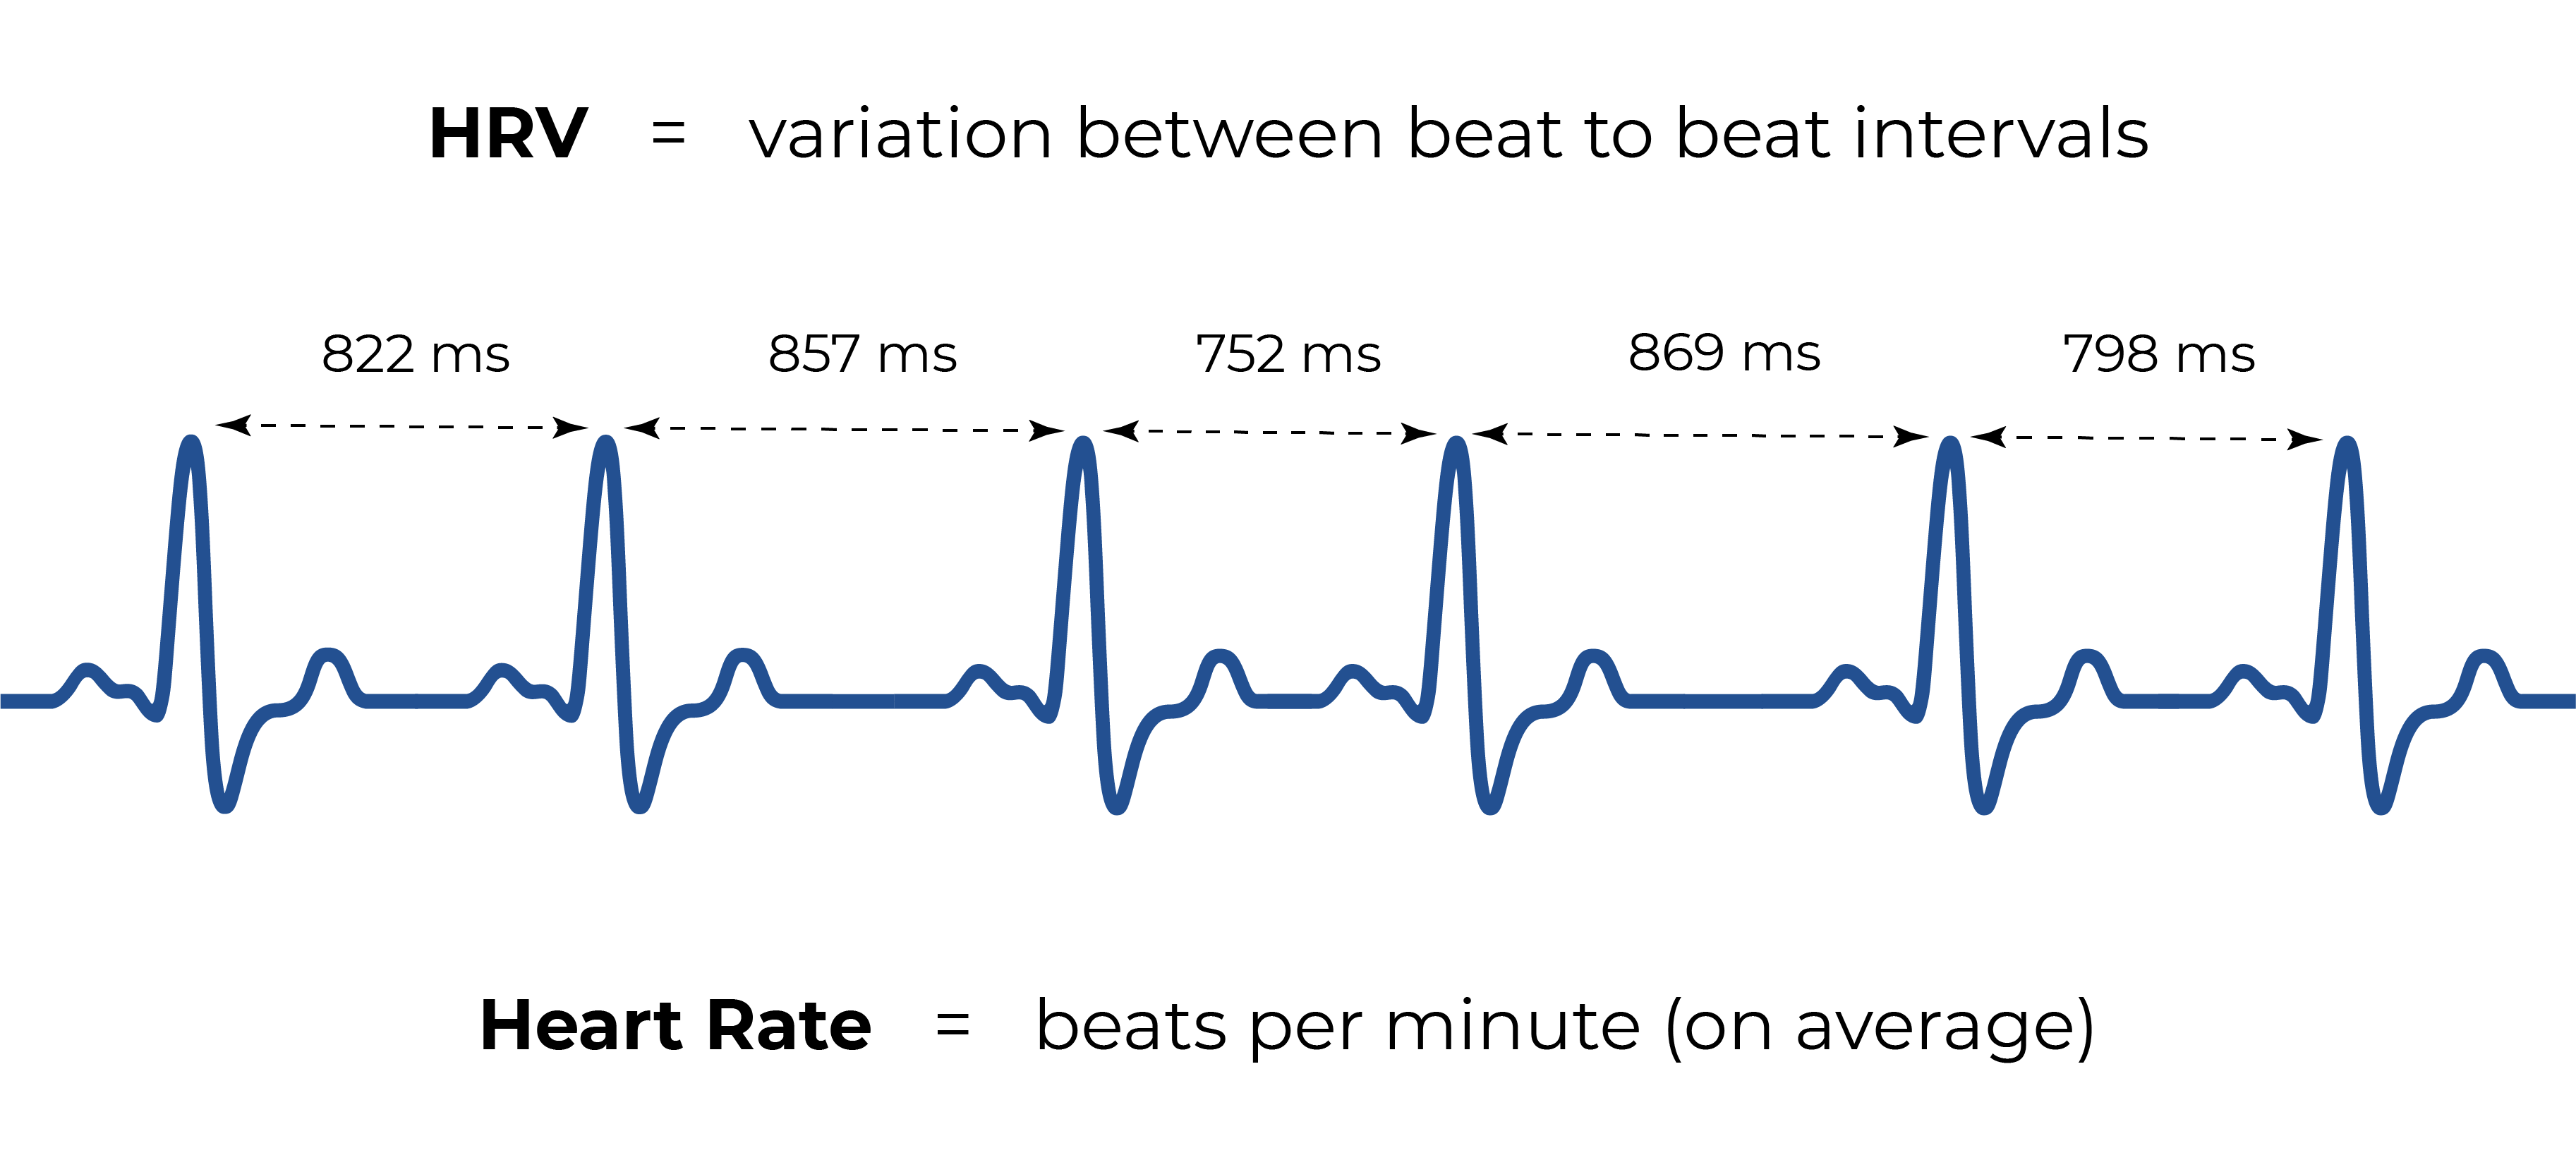 HRV = variation between beat to beat intervals
822 ms 857 ms 752 ms 869 ms 798 ms
Heart Rate = beats per minute (on average)